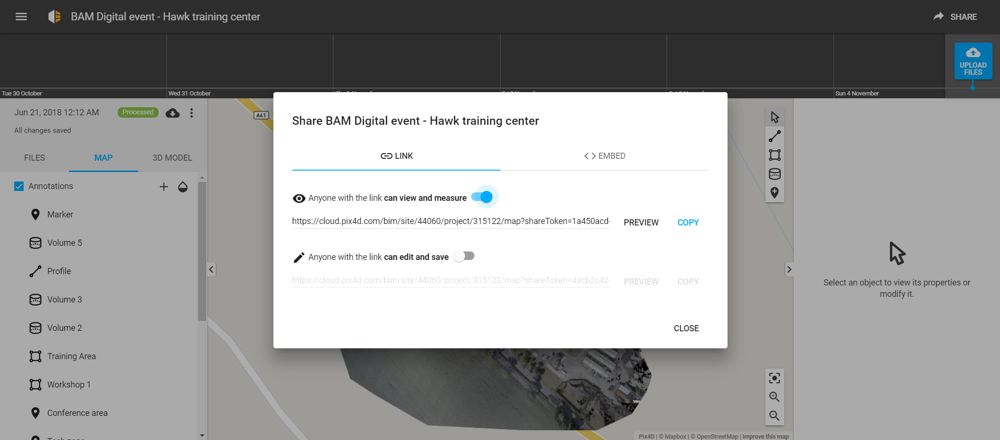 BAM Digital event - Hawk training center
SHARE
UPLOAD
FILES
Tue 30 October
Wed 31 October
Sun 4 November
Jun 21, 2018 12:12 AM
Processed
All changes saved
FILES
MAP
3D MODEL
Annotations
Marker
Volume 5
Profile
Volume 3
Volume 2
Training Area
Workshop 1
Conference area
A41
Share BAM Digital event - Hawk training center
LINK
EMBED
Anyone with the link can view and measure
https://cloud.pix4d.com/bim/site/44060/project/315122/map?shareToken=1a450acd-
PREVIEW
COPY
Anyone with the link can edit and save
https://cloud.pix4d.com/bim/site/44060/project/315122/map?shareToken=4acb2c42-
PREVIEW
COPY
CLOSE
Select an object to view its properties or
modify it.
Pix4D | © Mapbox | © OpenStreetMap | Improve this map